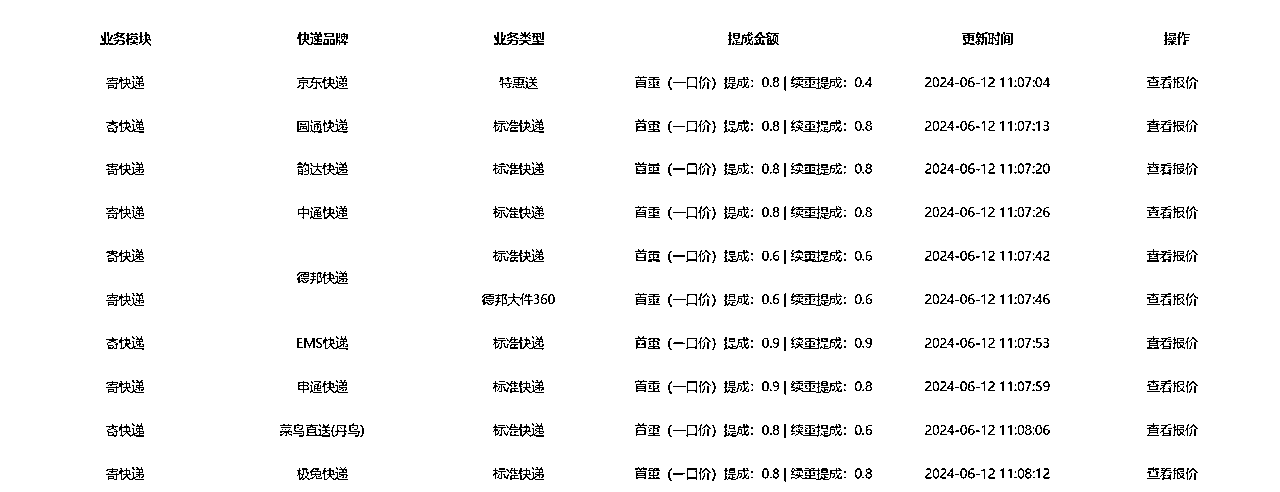 业务模块 快递品牌 业务类型 提成金额 更新时间 操作
寄快递 京东快递 特惠送 首重（一口价）提成：0.8 | 续重提成：0.4 2024-06-12 11:07:04 查看报价
寄快递 圆通快递 标准快递 首重（一口价）提成：0.8 | 续重提成：0.8 2024-06-12 11:07:13 查看报价
寄快递 韵达快递 标准快递 首重（一口价）提成：0.8 | 续重提成：0.8 2024-06-12 11:07:20 查看报价
寄快递 中通快递 标准快递 首重（一口价）提成：0.8 | 续重提成：0.8 2024-06-12 11:07:26 查看报价
寄快递 标准快递 首重（一口价）提成：0.6 | 续重提成：0.6 2024-06-12 11:07:42 查看报价
德邦快递
寄快递 德邦大件360 首重（一口价）提成：0.6 | 续重提成：0.6 2024-06-12 11:07:46 查看报价
寄快递 EMS快递 标准快递 首重（一口价）提成：0.9 | 续重提成：0.9 2024-06-12 11:07:53 查看报价
寄快递 申通快递 标准快递 首重（一口价）提成：0.9 | 续重提成：0.8 2024-06-12 11:07:59 查看报价
寄快递 菜鸟直送(丹鸟) 标准快递 首重（一口价）提成：0.8 | 续重提成：0.6 2024-06-12 11:08:06 查看报价
寄快递 极兔快递 标准快递 首重（一口价）提成：0.8 | 续重提成：0.8 2024-06-12 11:08:12 查看报价